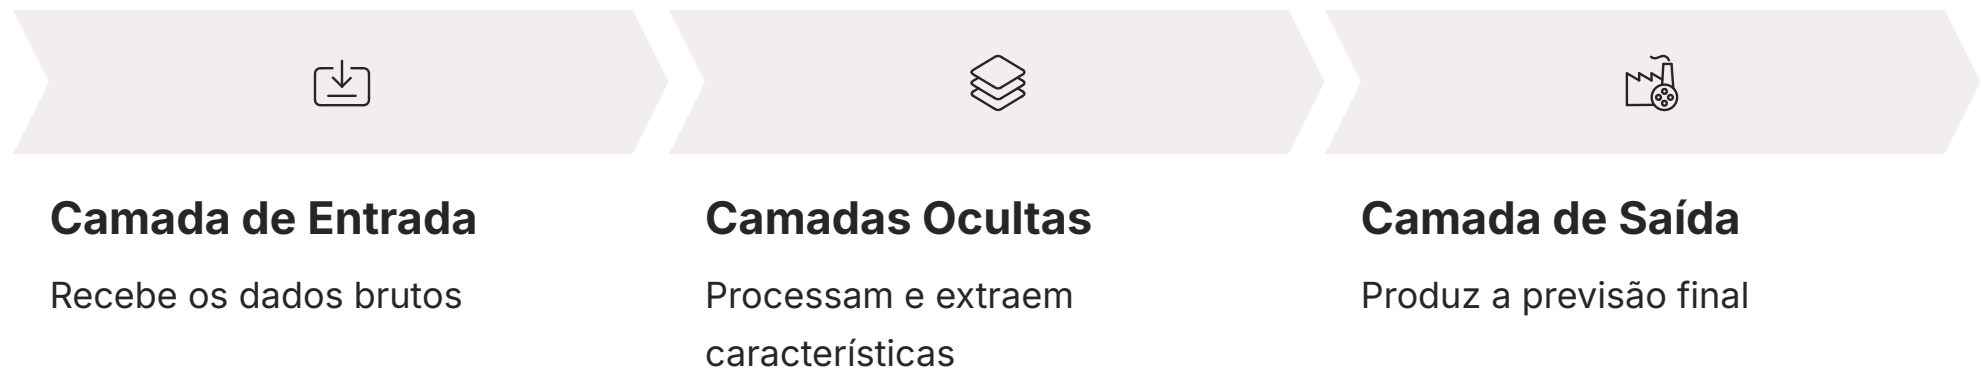 Camada de Entrada
Recebe os dados brutos
Camadas Ocultas
Processam e extraem
características
Camada de Saída
Produz a previsão final